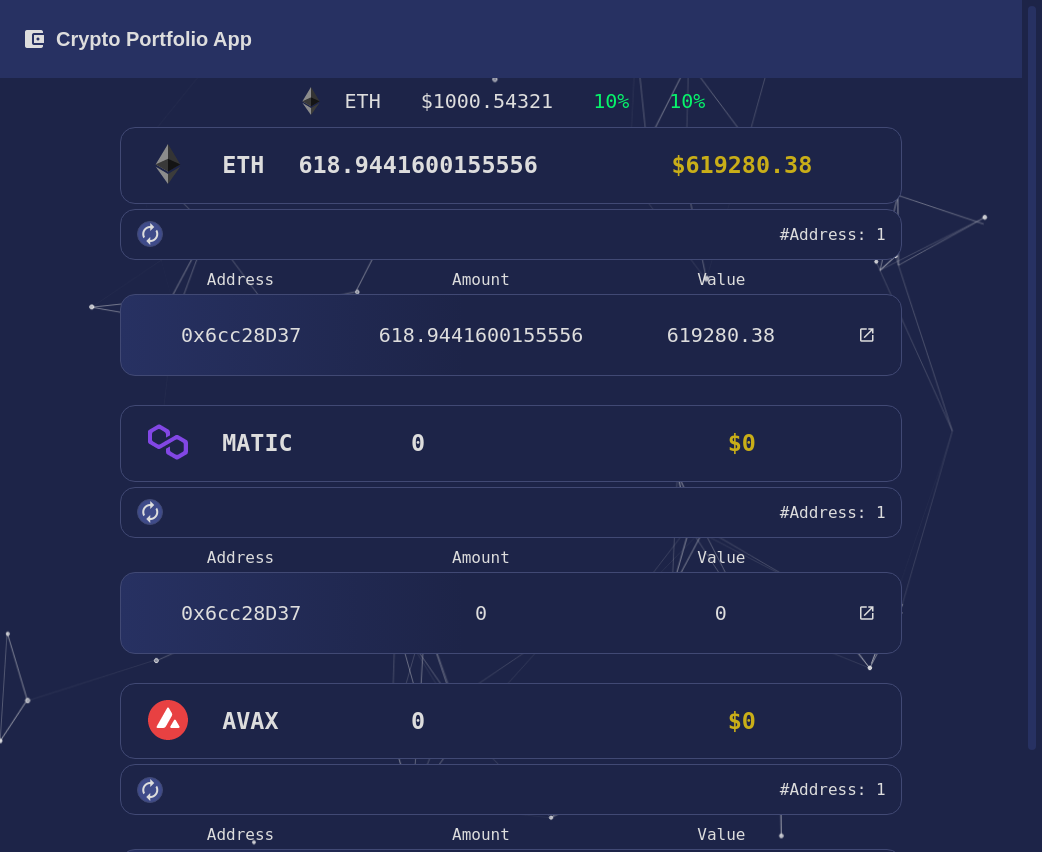 Crypto Portfolio App
ETH $1000.54321 10% 10%
ETH 618.9441600155556 $619280.38
#Address: 1
Address Amount Value
0x6cc28D37 618.9441600155556 619280.38
MATIC 0 $0
#Address: 1
Address Amount Value
0x6cc28D37 0 0
AVAX 0 $0
#Address: 1
Address Amount Value